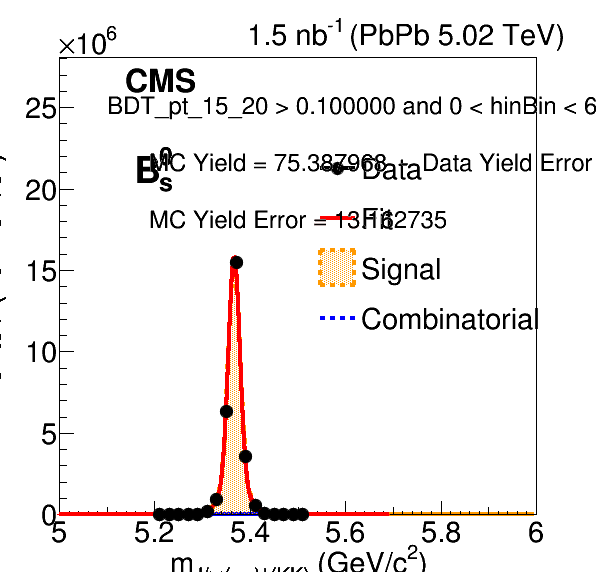 ×10⁶
1.5 nb⁻¹ (PbPb 5.02 TeV)
CMS
BDT_pt_15_20 > 0.100000 and 0 < hinBin < 6
B⁰s
MC Yield = 75.387968
Data Yield Error
Data
MC Yield Error = 13.162735
Fit
Signal
Combinatorial
25
20
15
10
5
0
5 5.2 5.4 5.6 5.8 6
(GeV/c²)